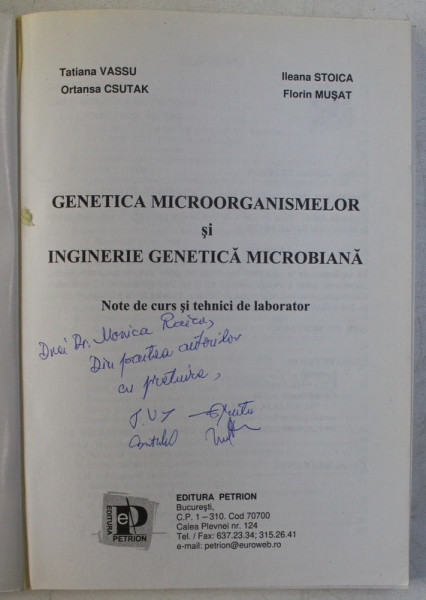 Tatiana VASSU
Ortansa CSUTAK
Ileana STOICA
Florin MUŞAT
GENETICA MICROORGANISMELOR
şi
INGINERIE GENETICĂ MICROBIANĂ
Note de curs şi tehnici de laborator
Dnei Dr. Monica Raicu,
Din partea autorilor
cu pretuire,
EDITURA
PETRION
EDITURA PETRION
Bucureşti,
C.P. 1 – 310. Cod 70700
Calea Plevnei nr. 124
Tel. / Fax: 637.23.34; 315.26.41
e-mail: petrion@euroweb.ro